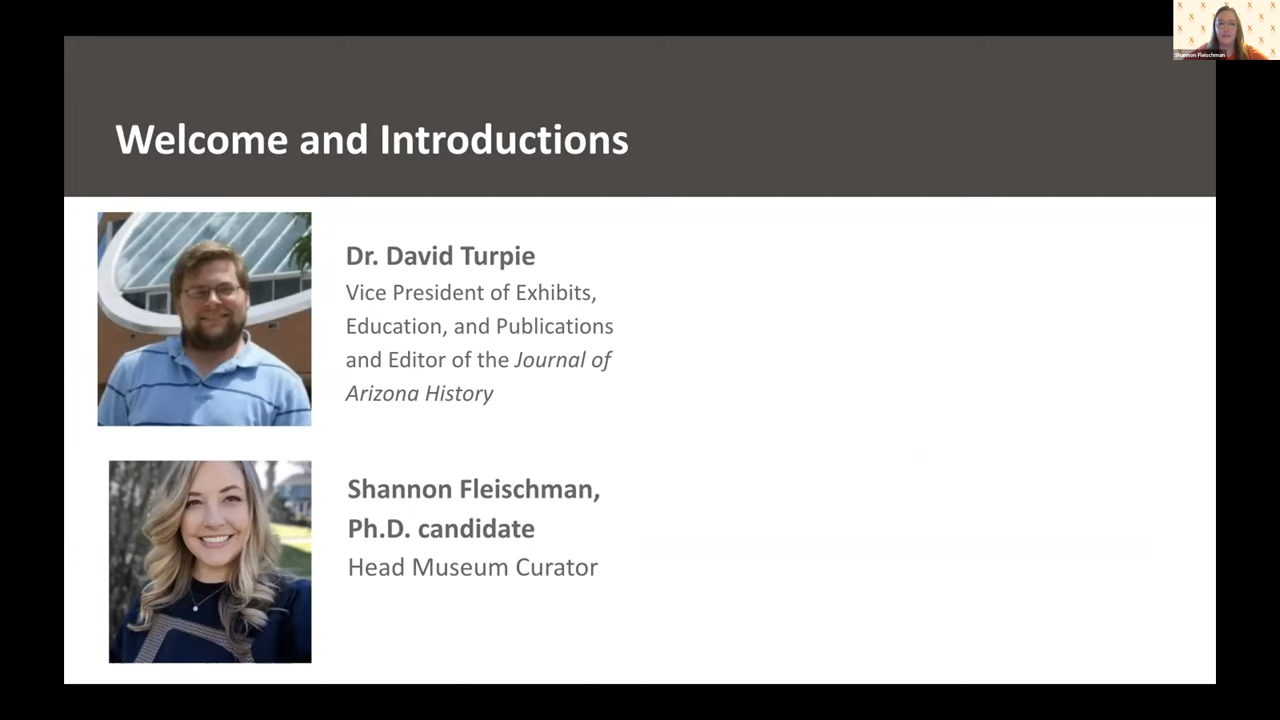 Shannon Fleischman
Welcome and Introductions
Dr. David Turpie
Vice President of Exhibits,
Education, and Publications
and Editor of the Journal of
Arizona History
Shannon Fleischman,
Ph.D. candidate
Head Museum Curator